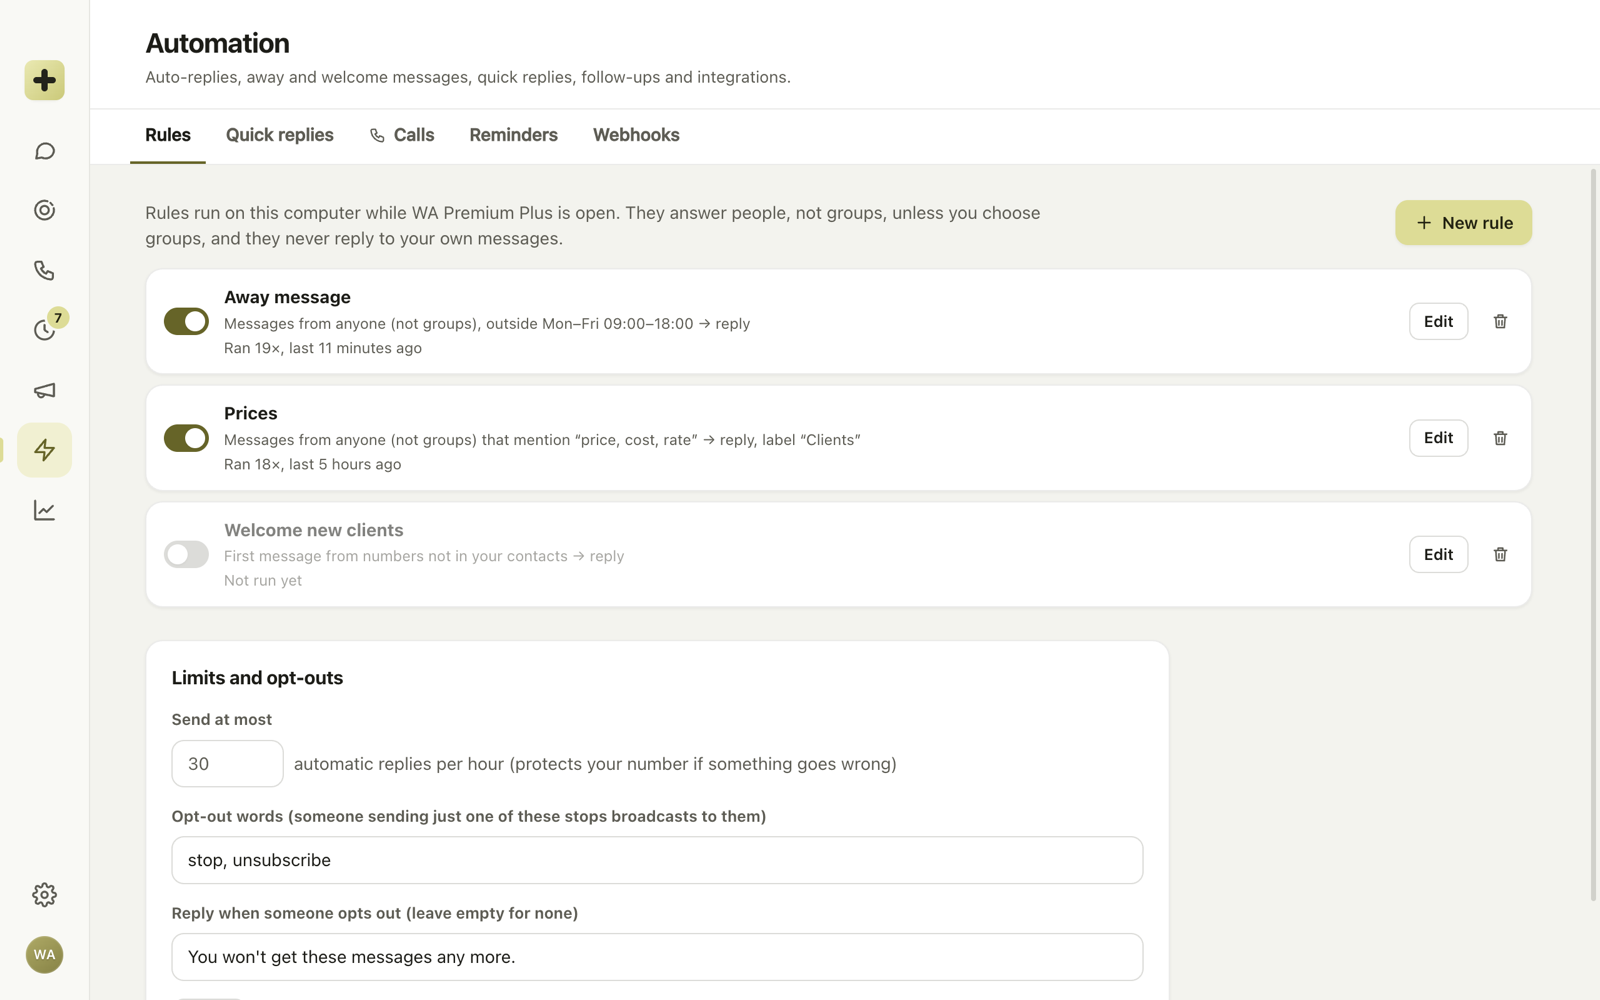 Automation
Auto-replies, away and welcome messages, quick replies, follow-ups and integrations.
Rules
Quick replies
Calls
Reminders
Webhooks
7
Rules run on this computer while WA Premium Plus is open. They answer people, not groups, unless you choose
groups, and they never reply to your own messages.
New rule
Away message
Messages from anyone (not groups), outside Mon–Fri 09:00–18:00 → reply
Ran 19×, last 11 minutes ago
Edit
Prices
Messages from anyone (not groups) that mention “price, cost, rate” → reply, label “Clients”
Ran 18×, last 5 hours ago
Edit
Welcome new clients
First message from numbers not in your contacts → reply
Not run yet
Edit
Limits and opt-outs
Send at most
30 automatic replies per hour (protects your number if something goes wrong)
Opt-out words (someone sending just one of these stops broadcasts to them)
stop, unsubscribe
Reply when someone opts out (leave empty for none)
You won't get these messages any more.
WA